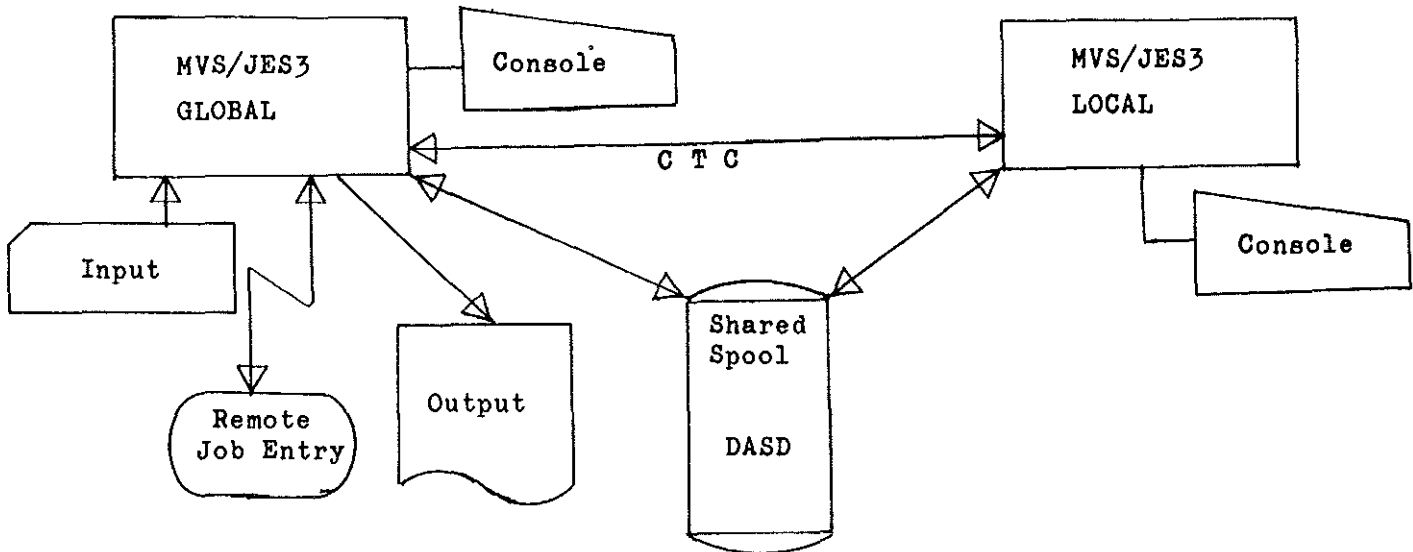 MVS/JES3
GLOBAL
Console
MVS/JES3
LOCAL
C T C
Input
Console
Shared
Spool
DASD
Output
Remote
Job Entry